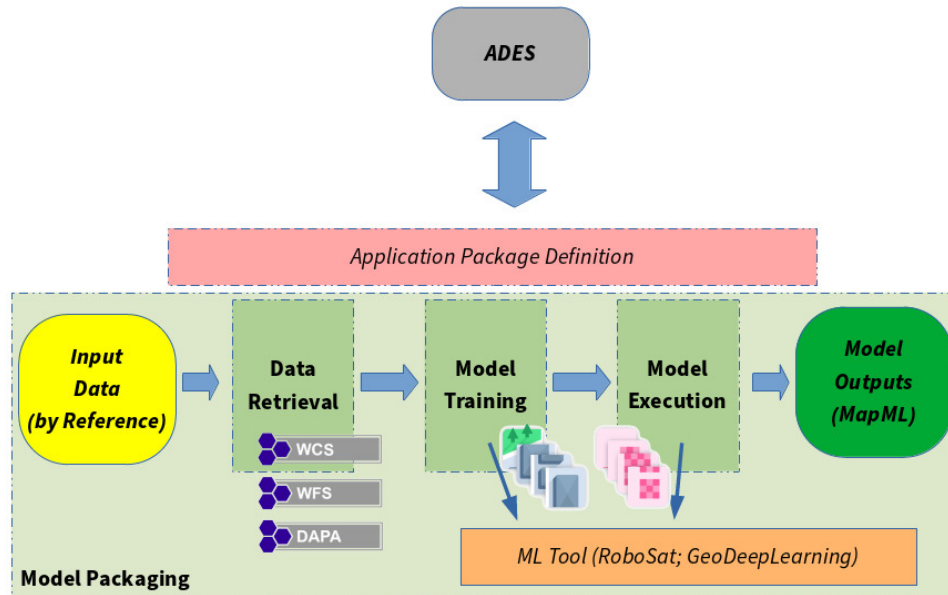 ADES
Application Package Definition
Input
Data
(by Reference)
Data
Retrieval
Model
Training
Model
Execution
Model
Outputs
(MapML)
WCS
WFS
DAPA
ML Tool (RoboSat; GeoDeepLearning)
Model Packaging